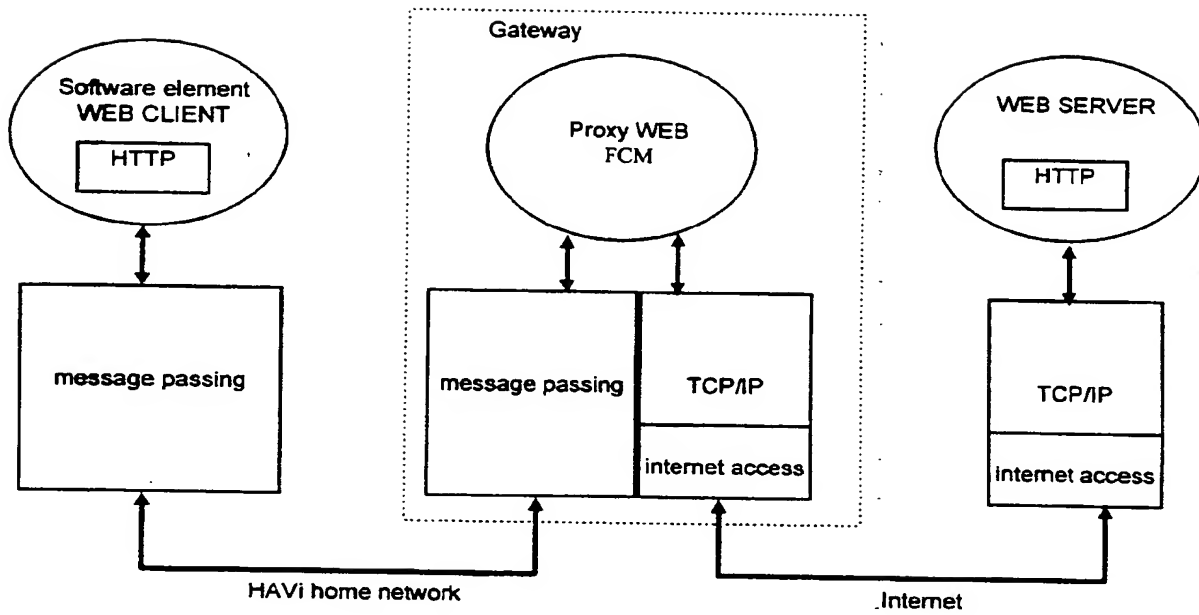 Gateway
Software element
WEB CLIENT
HTTP
Proxy WEB
FCM
WEB SERVER
HTTP
message passing
message passing
TCP/IP
internet access
TCP/IP
internet access
HAVi home network
Internet